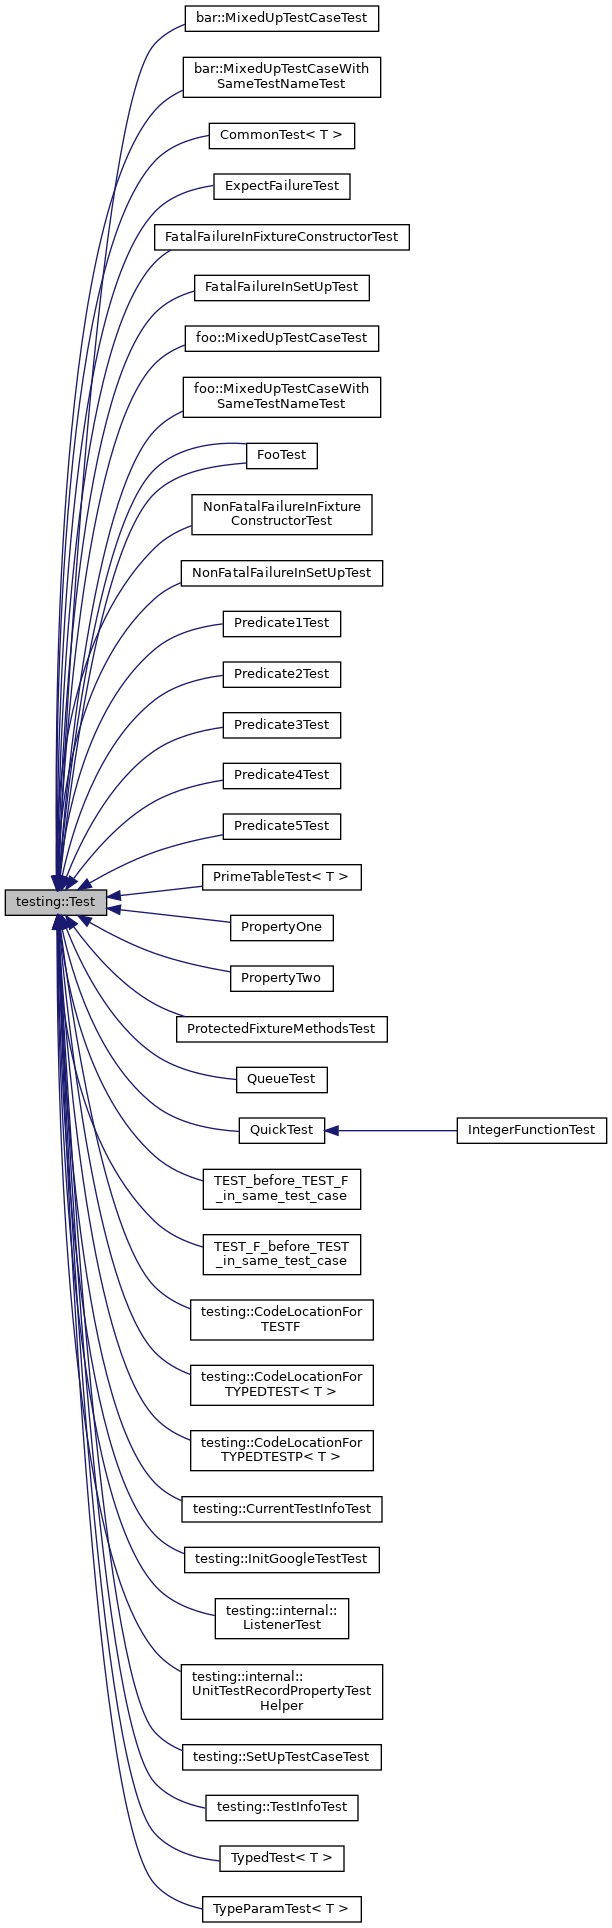 bar::MixedUpTestCaseTest
bar::MixedUpTestCaseWith
SameTestNameTest
CommonTest< T >
ExpectFailureTest
FatalFailureInFixtureConstructorTest
FatalFailureInSetUpTest
foo::MixedUpTestCaseTest
foo::MixedUpTestCaseWith
SameTestNameTest
FooTest
NonFatalFailureInFixture
ConstructorTest
NonFatalFailureInSetUpTest
Predicate1Test
Predicate2Test
Predicate3Test
Predicate4Test
Predicate5Test
PrimeTableTest< T >
testing::Test
PropertyOne
PropertyTwo
ProtectedFixtureMethodsTest
QueueTest
QuickTest
IntegerFunctionTest
TEST_before_TEST_F
_in_same_test_case
TEST_F_before_TEST
_in_same_test_case
testing::CodeLocationFor
TESTF
testing::CodeLocationFor
TYPEDTEST< T >
testing::CodeLocationFor
TYPEDTESTP< T >
testing::CurrentTestInfoTest
testing::InitGoogleTestTest
testing::internal::
ListenerTest
testing::internal::
UnitTestRecordPropertyTest
Helper
testing::SetUpTestCaseTest
testing::TestInfoTest
TypedTest< T >
TypeParamTest< T >